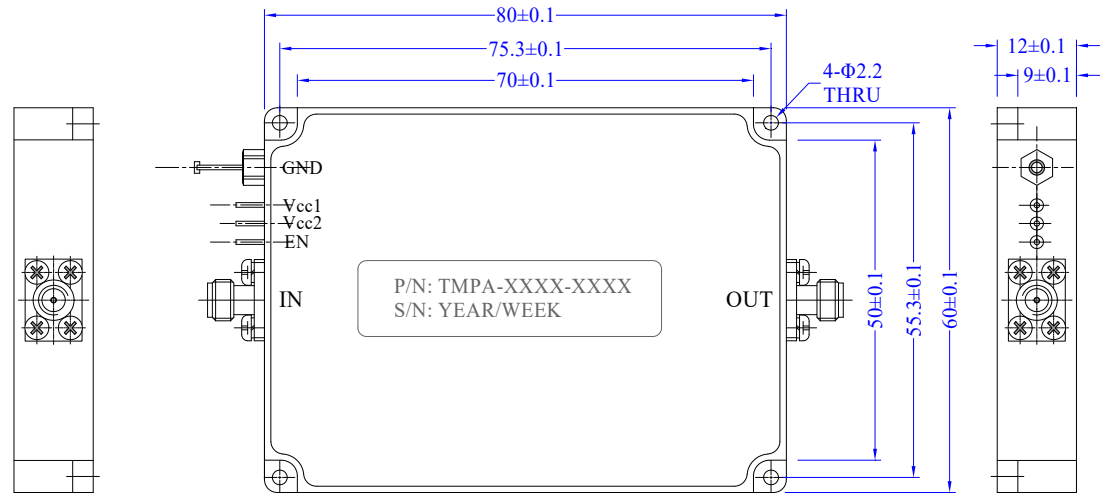 80±0.1
75.3±0.1
70±0.1
4-Φ2.2
THRU
12±0.1
9±0.1
GND
Vcc1
Vcc2
EN
IN
P/N: TMPA-XXXX-XXXX
S/N: YEAR/WEEK
OUT
50±0.1
55.3±0.1
60±0.1